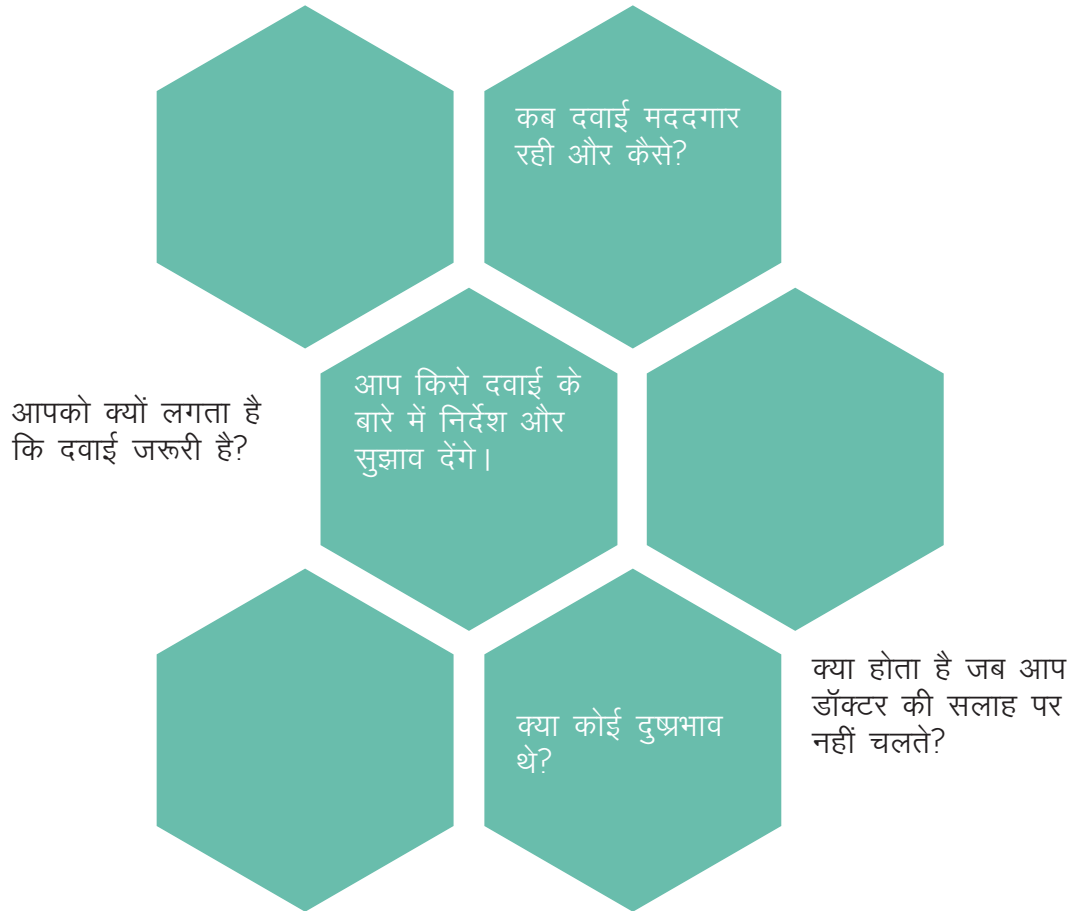 कब दवाई मददगार
रही और कैसे?
आपको क्यों लगता है
कि दवाई जरूरी है?
आप किसे दवाई के
बारे में निर्देश और
सुझाव देंगे।
क्या होता है जब आप
डॉक्टर की सलाह पर
नहीं चलते?
क्या कोई दुष्प्रभाव
थे?